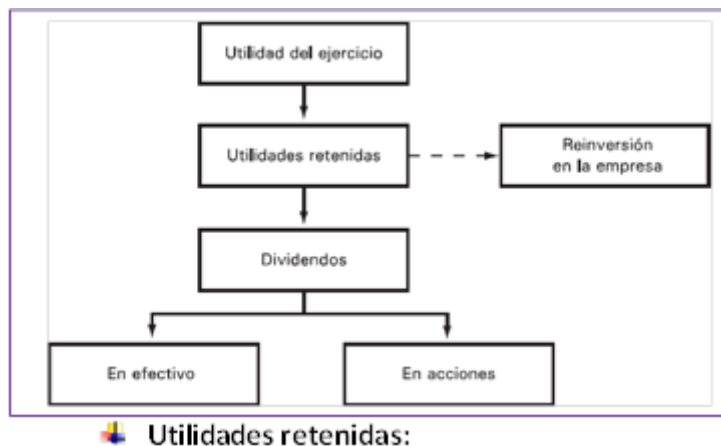 Utilidad del ejercicio
Utilidades retenidas
Reinversión
en la empresa
Dividendos
En efectivo
En acciones
Utilidades retenidas: